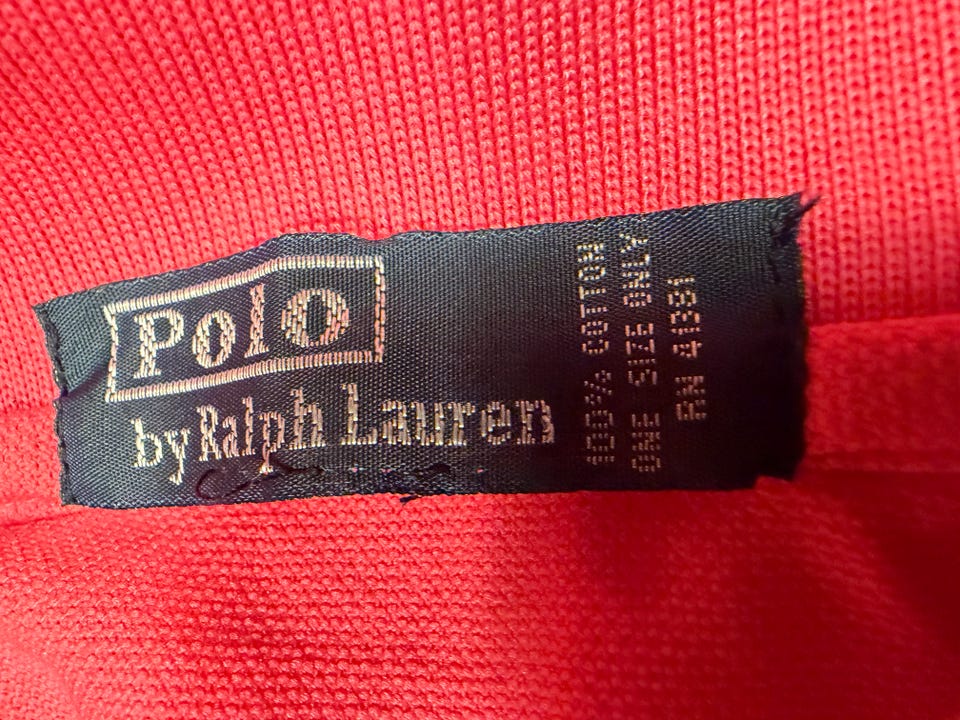 Polo
by Ralph Lauren
100% COTTON
ONE SIZE ONLY
RN 41381